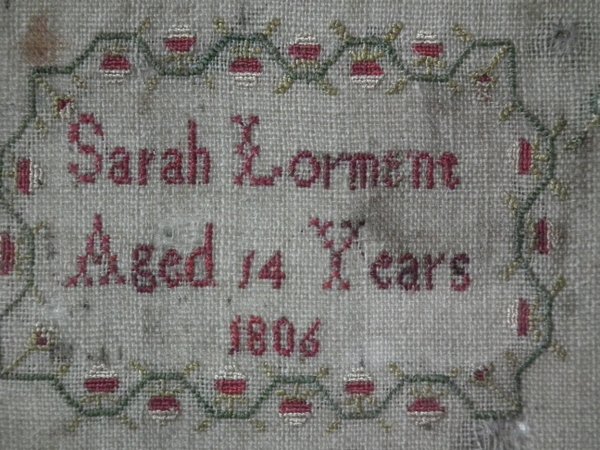 Sarah Lorment
Aged 14 Years
1806